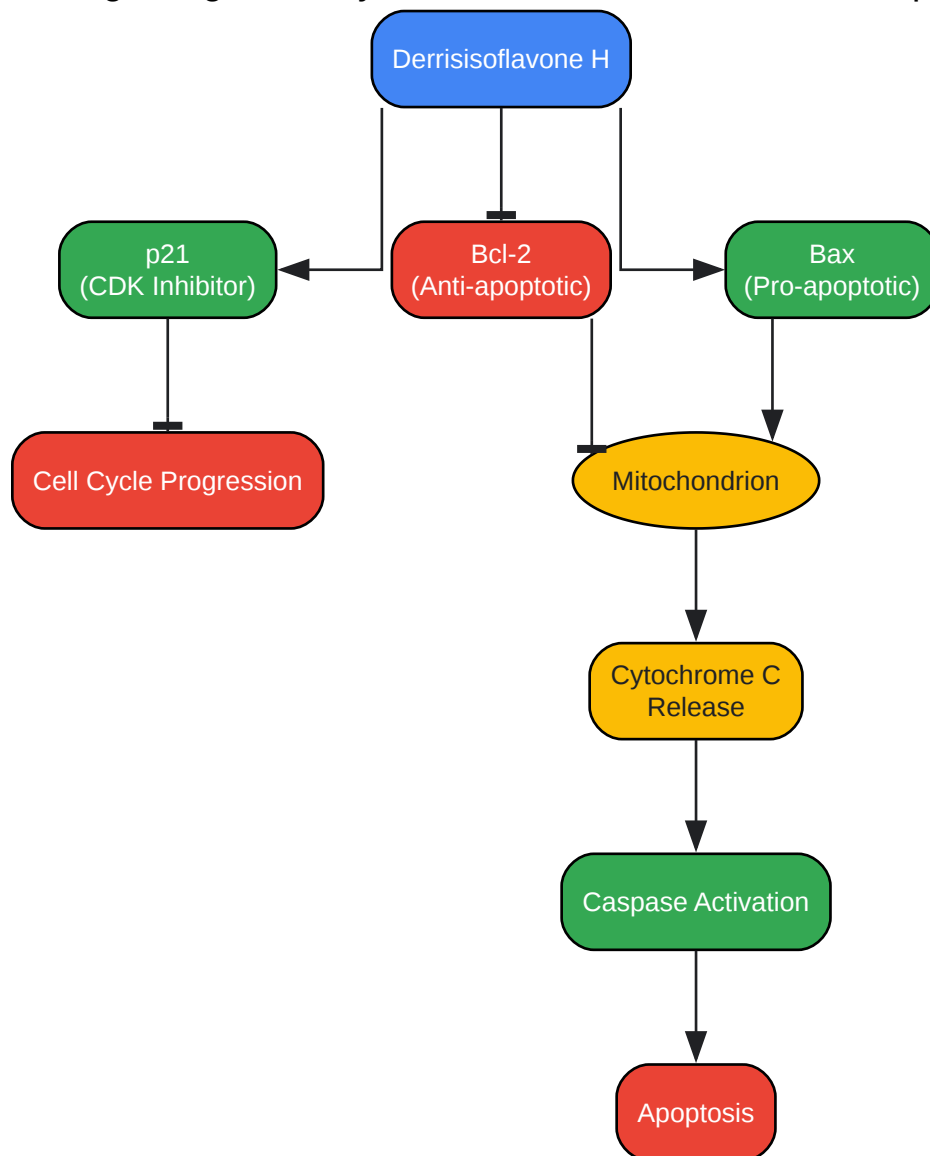 Derrisisoflavone H
p21
(CDK Inhibitor)
Bcl-2
(Anti-apoptotic)
Bax
(Pro-apoptotic)
Cell Cycle Progression
Mitochondrion
Cytochrome C
Release
Caspase Activation
Apoptosis